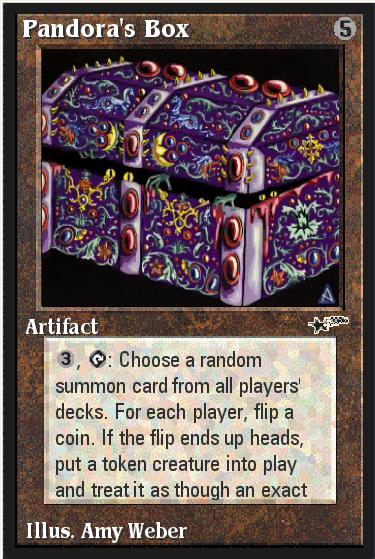 Pandora's Box 5
Artifact
3, : Choose a random
summon card from all players'
decks. For each player, flip a
coin. If the flip ends up heads,
put a token creature into play
and treat it as though an exact
Illus. Amy Weber